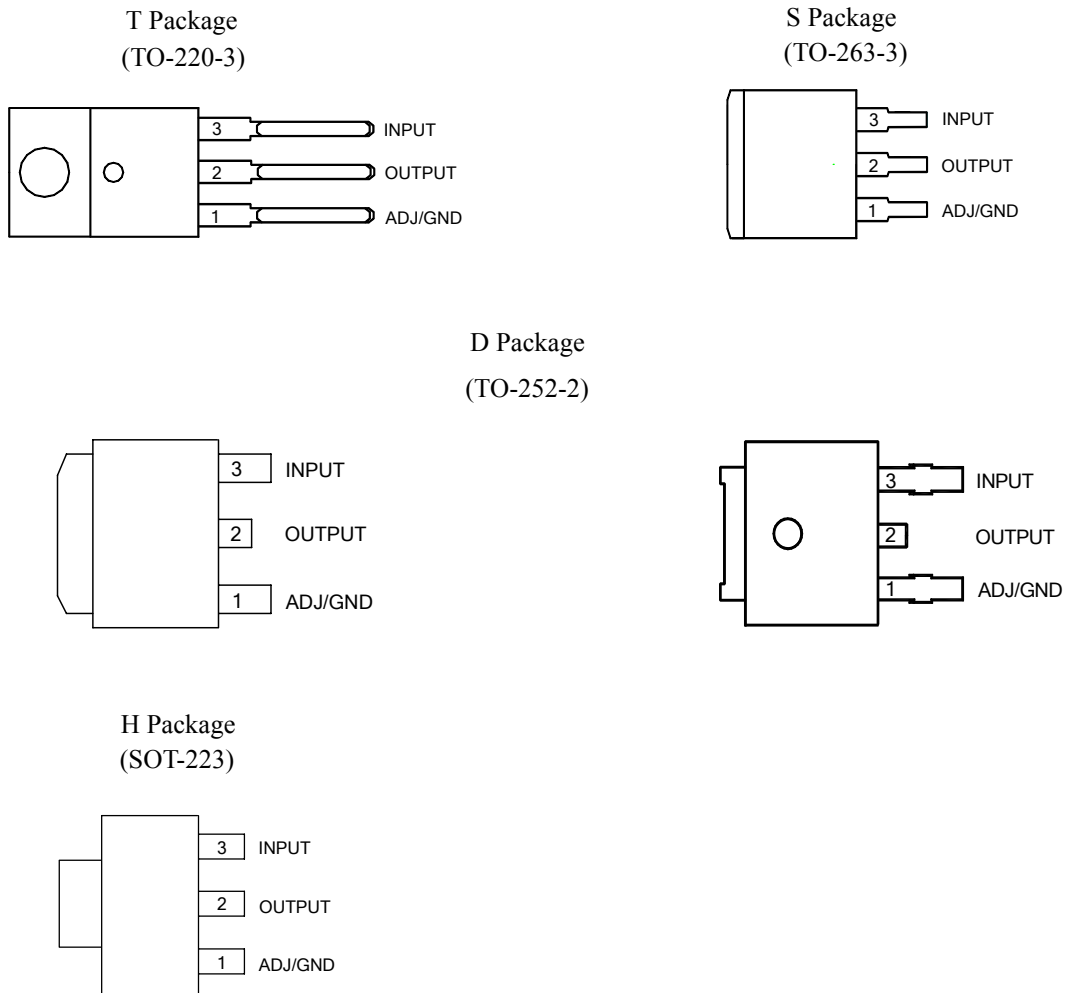 T Package
(TO-220-3)
3 INPUT
2 OUTPUT
1 ADJ/GND
S Package
(TO-263-3)
3 INPUT
2 OUTPUT
1 ADJ/GND
D Package
(TO-252-2)
3 INPUT
2 OUTPUT
1 ADJ/GND
3 INPUT
2 OUTPUT
1 ADJ/GND
H Package
(SOT-223)
3 INPUT
2 OUTPUT
1 ADJ/GND